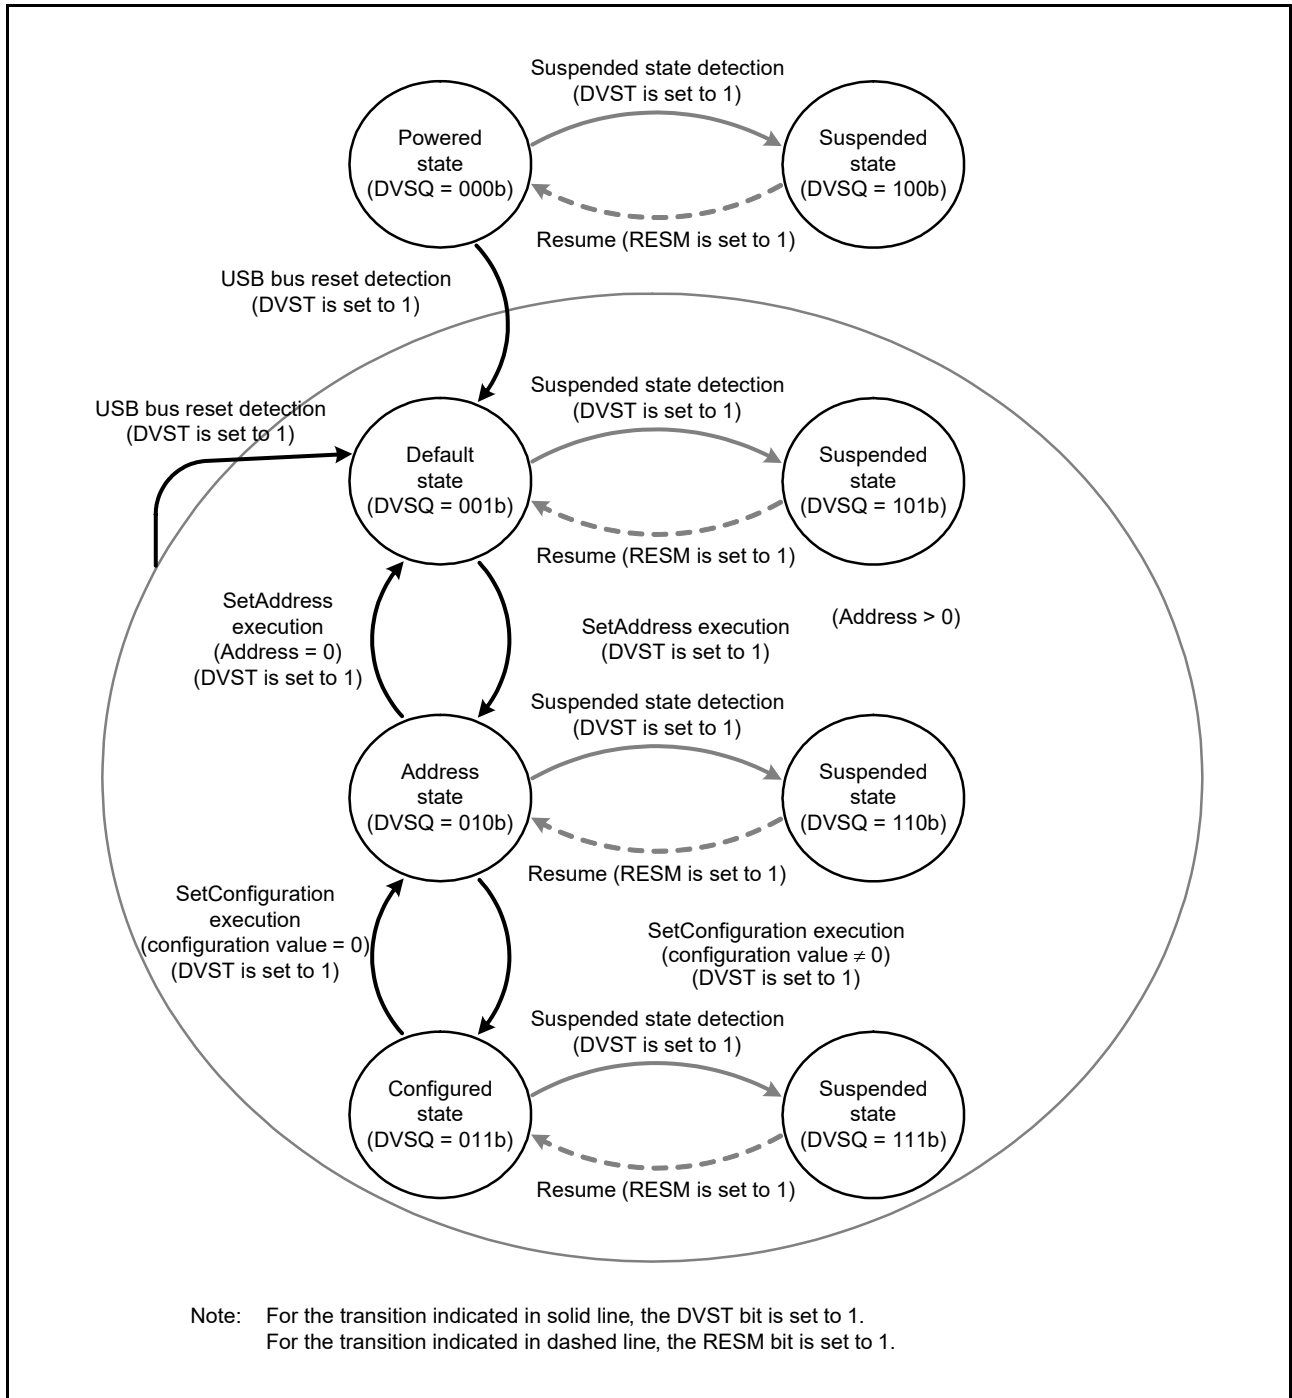 Suspended state detection
(DVST is set to 1)
Powered
state
(DVSQ = 000b)
Suspended
state
(DVSQ = 100b)
Resume (RESM is set to 1)
USB bus reset detection
(DVST is set to 1)
Suspended state detection
(DVST is set to 1)
USB bus reset detection
(DVST is set to 1)
Default
state
(DVSQ = 001b)
Suspended
state
(DVSQ = 101b)
Resume (RESM is set to 1)
SetAddress
execution
(Address = 0)
(DVST is set to 1)
SetAddress execution
(DVST is set to 1)
(Address > 0)
Suspended state detection
(DVST is set to 1)
Address
state
(DVSQ = 010b)
Suspended
state
(DVSQ = 110b)
Resume (RESM is set to 1)
SetConfiguration
execution
(configuration value = 0)
(DVST is set to 1)
SetConfiguration execution
(configuration value ≠ 0)
(DVST is set to 1)
Suspended state detection
(DVST is set to 1)
Configured
state
(DVSQ = 011b)
Suspended
state
(DVSQ = 111b)
Resume (RESM is set to 1)
Note: For the transition indicated in solid line, the DVST bit is set to 1.
For the transition indicated in dashed line, the RESM bit is set to 1.